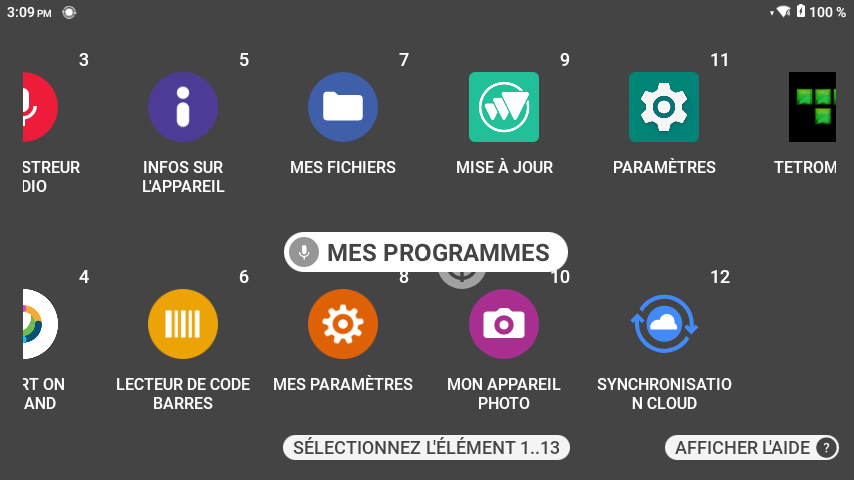 3:09 PM
100 %
3
5
7
9
11
STREUR
DIO
INFOS SUR
L'APPAREIL
MES FICHIERS
MISE À JOUR
PARAMÈTRES
TETROM
MES PROGRAMMES
4
6
8
10
12
RT ON
AND
LECTEUR DE CODE
BARRES
MES PARAMÈTRES
MON APPAREIL
PHOTO
SYNCHRONISATIO
N CLOUD
SÉLECTIONNEZ L'ÉLÉMENT 1..13
AFFICHER L'AIDE ?